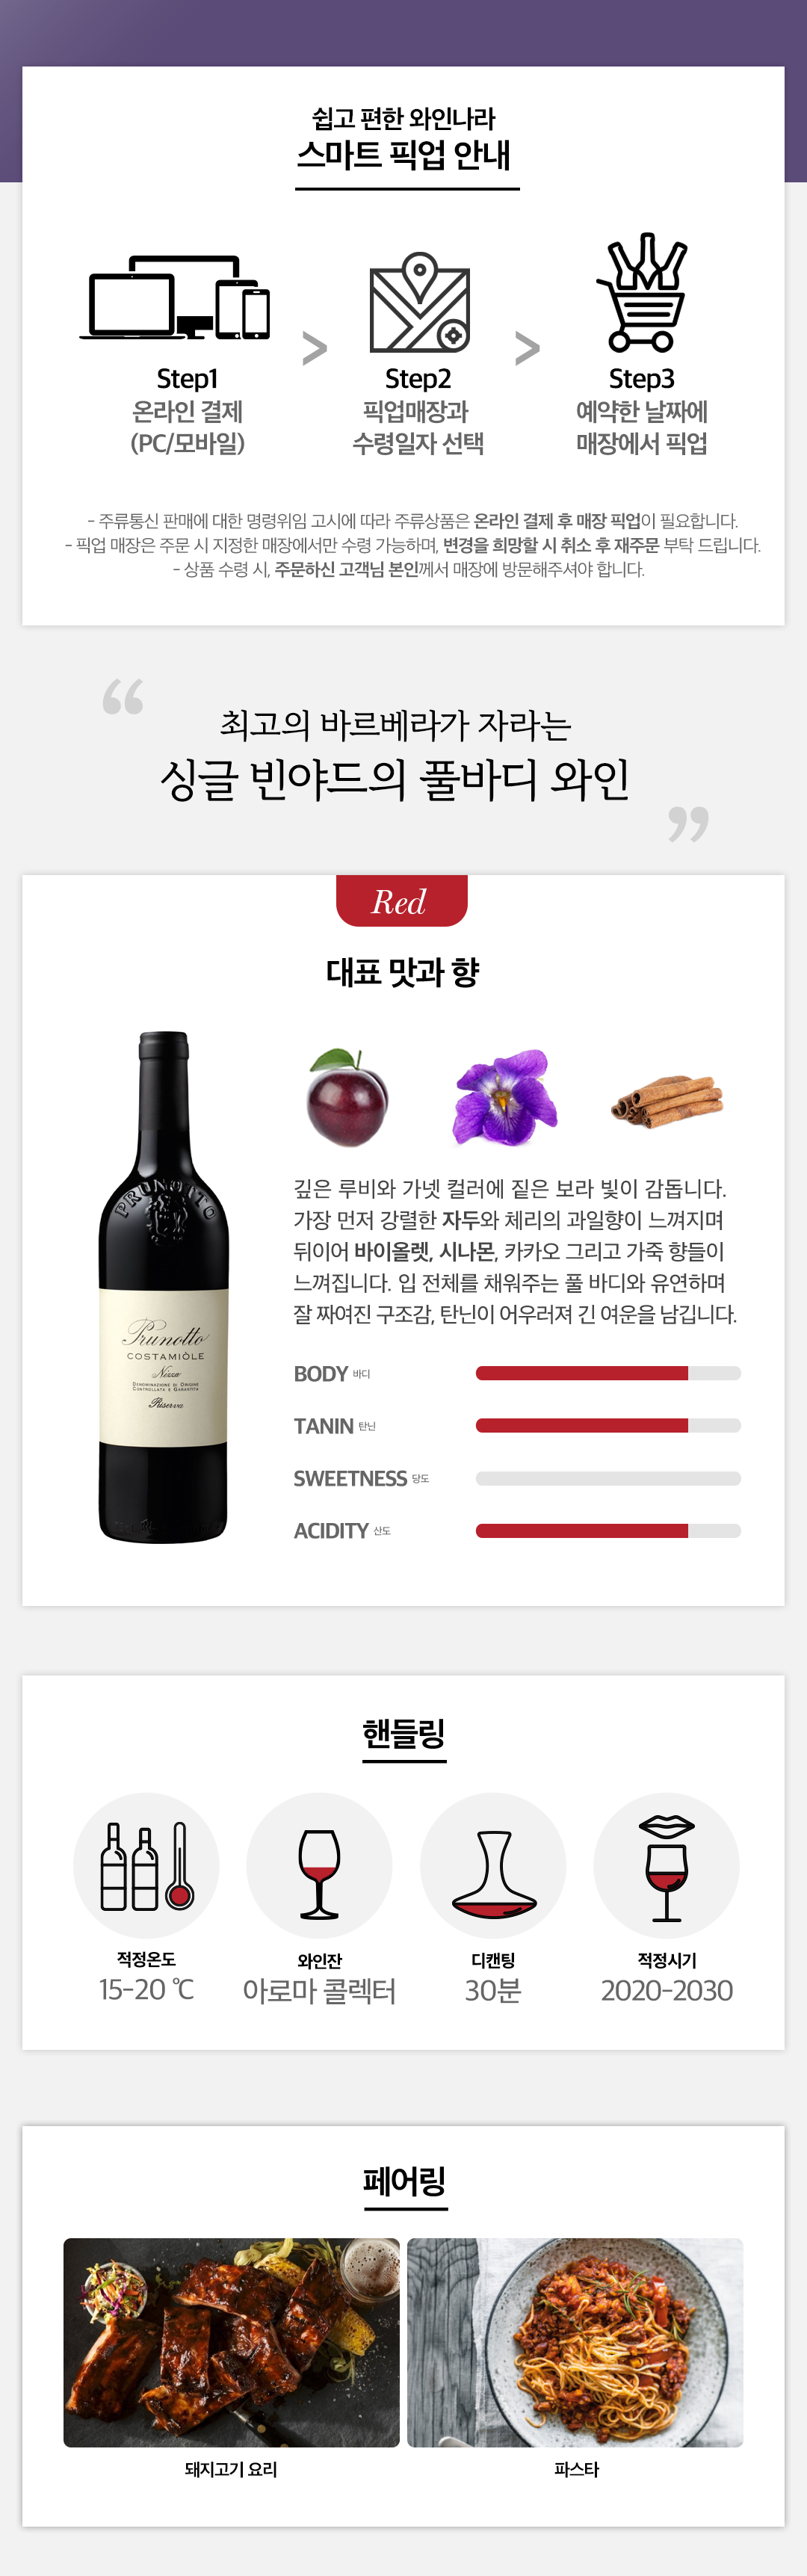 쉽고 편한 와인나라
스마트 픽업 안내
Step1
온라인 결제
(PC/모바일)
>
Step2
픽업매장과
수령일자 선택
>
Step3
예약한 날짜에
매장에서 픽업
- 주류통신 판매에 대한 명령위임 고시에 따라 주류상품은 온라인 결제 후 매장 픽업이 필요합니다.
- 픽업 매장은 주문 시 지정한 매장에서만 수령 가능하며, 변경을 희망할 시 취소 후 재주문 부탁 드립니다.
- 상품 수령 시, 주문하신 고객님 본인께서 매장에 방문해주셔야 합니다.
“ 최고의 바르베라가 자라는
싱글 빈야드의 풀바디 와인 ”
Red
대표 맛과 향
PRUNOTTO
Prunotto
COSTAMIÒLE
Nizza
DENOMINAZIONE DI ORIGINE
CONTROLLATA E GARANTITA
Riserva
깊은 루비와 가넷 컬러에 짙은 보라 빛이 감돕니다.
가장 먼저 강렬한 자두와 체리의 과일향이 느껴지며
뒤이어 바이올렛, 시나몬, 카카오 그리고 가죽 향들이
느껴집니다. 입 전체를 채워주는 풀 바디와 유연하며
잘 짜여진 구조감, 탄닌이 어우러져 긴 여운을 남깁니다.
BODY 바디
TANIN 탄닌
SWEETNESS 당도
ACIDITY 산도
핸들링
적정온도
15-20 ℃
와인잔
아로마 콜렉터
디캔팅
30분
적정시기
2020-2030
페어링
돼지고기 요리
파스타